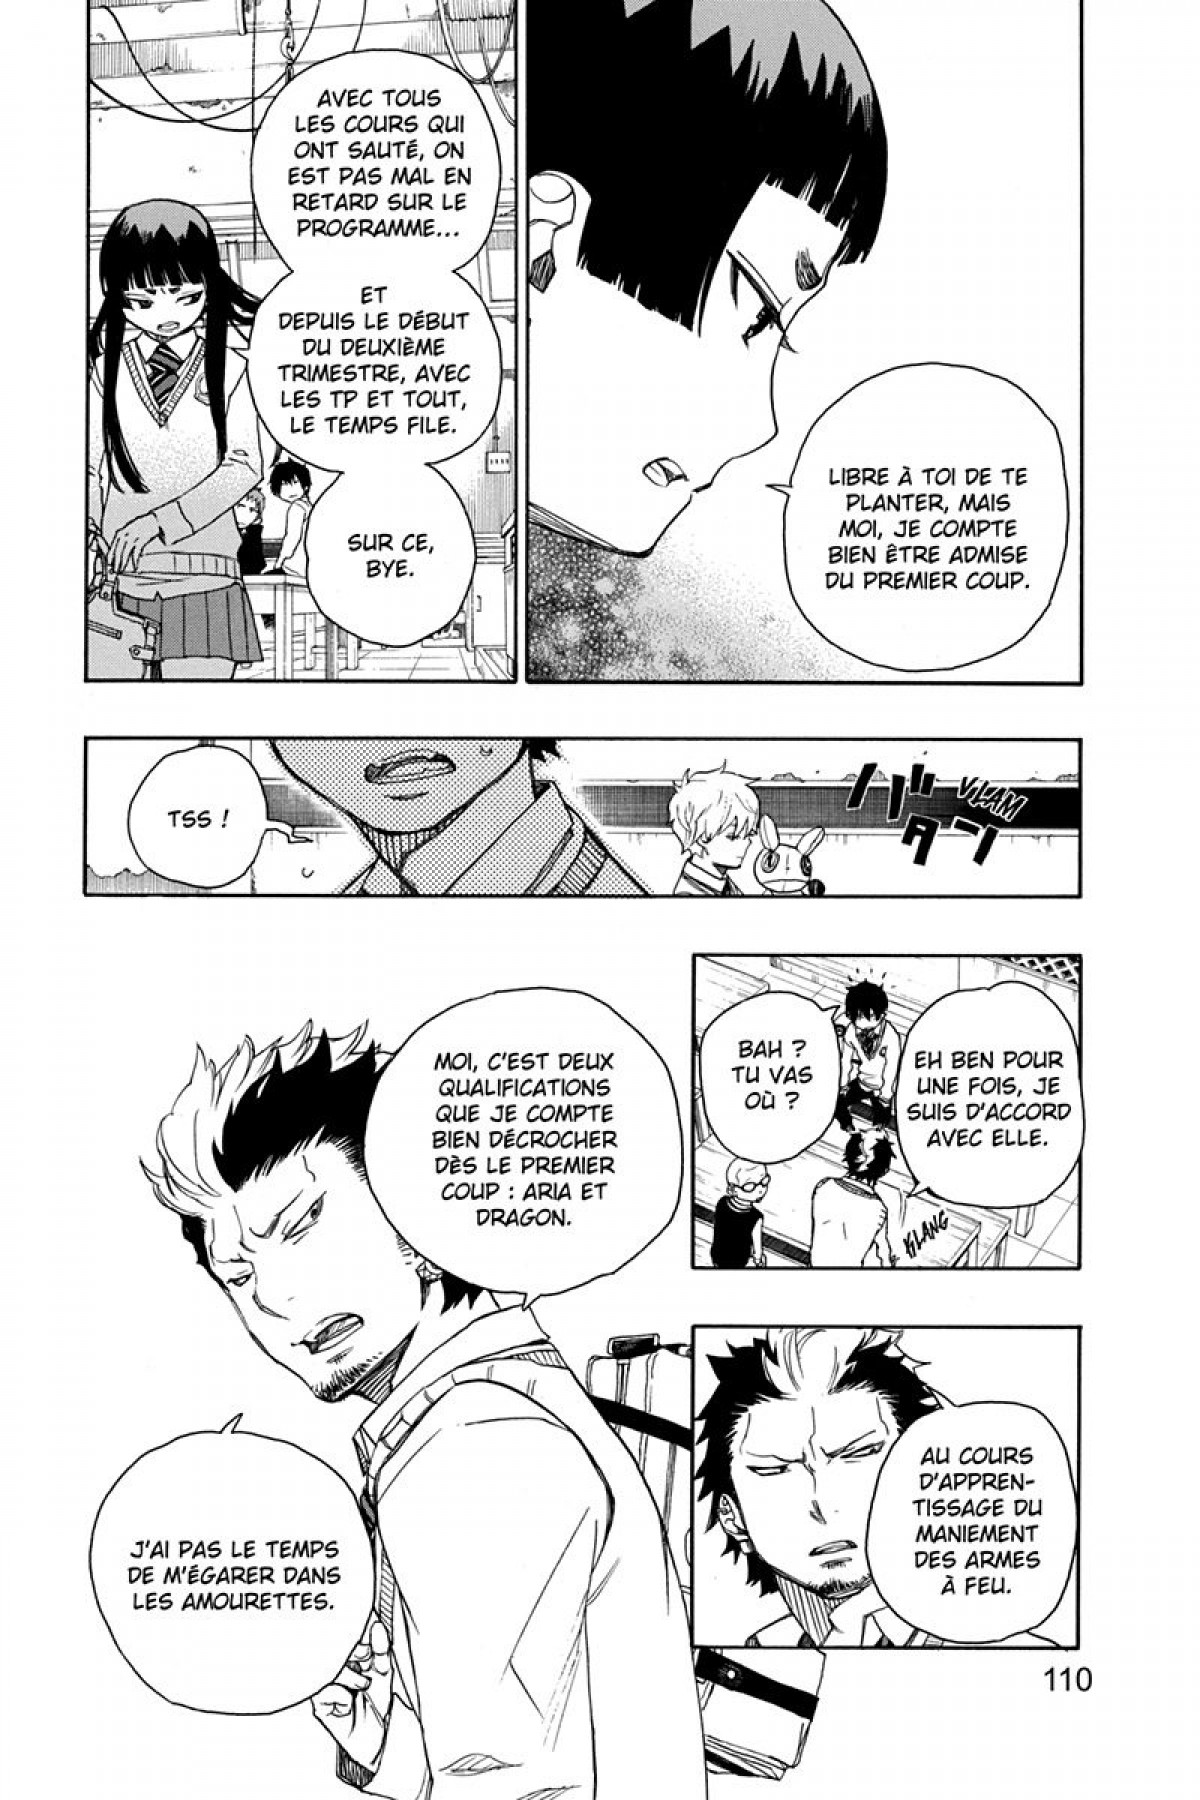 LIBRE À TOI DE TE
PLANTER, MAIS
MOI, JE COMPTE
BIEN ÊTRE ADMISE
DU PREMIER COUP.
AVEC TOUS
LES COURS QUI
ONT SAUTÉ, ON
EST PAS MAL EN
RETARD SUR LE
PROGRAMME...
ET
DEPUIS LE DÉBUT
DU DEUXIÈME
TRIMESTRE, AVEC
LES TP ET TOUT,
LE TEMPS FILE.
SUR CE,
BYE.
VLAM
バタン
TSS !
EH BEN POUR
UNE FOIS, JE
SUIS D'ACCORD
AVEC ELLE.
KLANG
BAH ?
TU VAS
OÙ ?
AU COURS
D'APPREN-
TISSAGE DU
MANIEMENT
DES ARMES
À FEU.
MOI, C'EST DEUX
QUALIFICATIONS
QUE JE COMPTE
BIEN DÉCROCHER
DÈS LE PREMIER
COUP : ARIA ET
DRAGON.
J'AI PAS LE TEMPS
DE M'ÉGARER DANS
LES AMOURETTES.
110